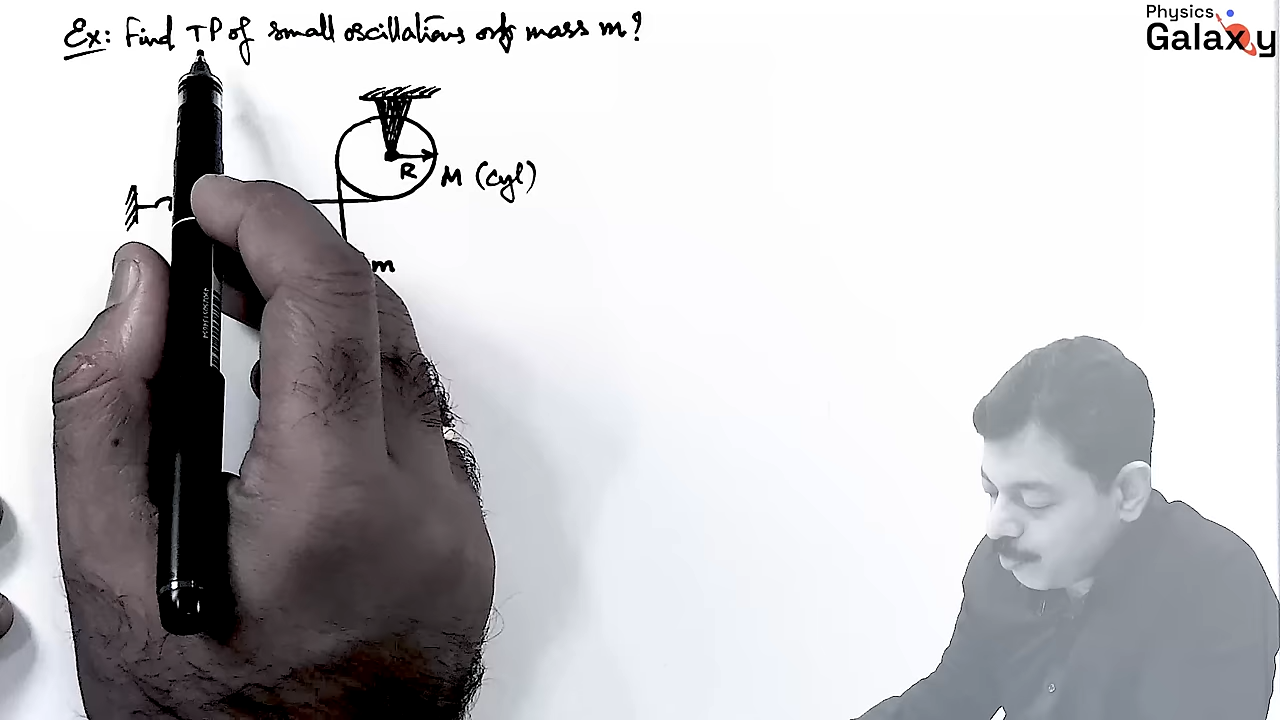 Ex: Find TP of small oscillations of mass m?
Physics
Galaxy
R
M (cyl)
m